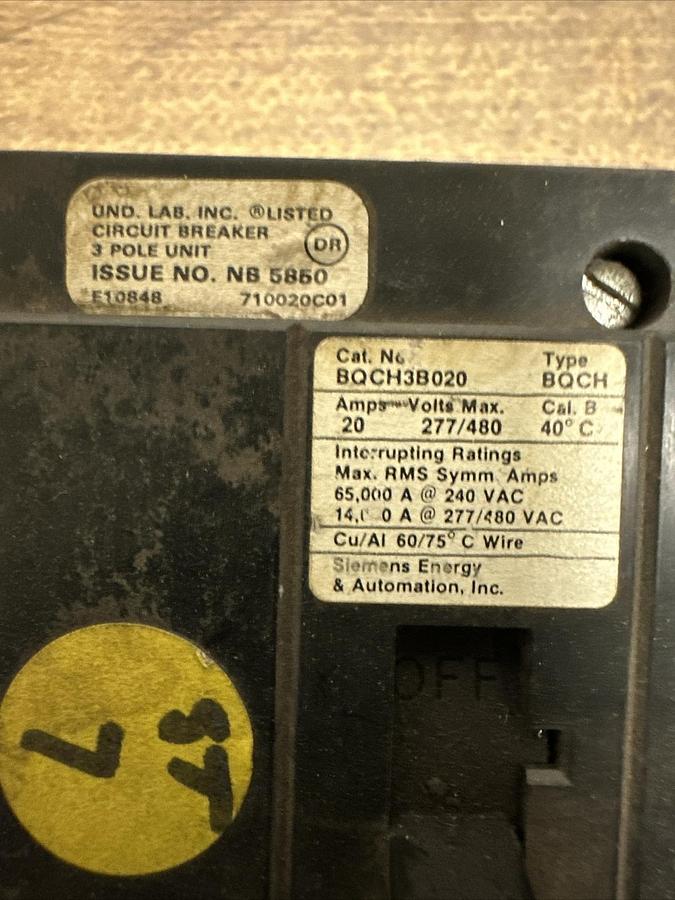 UND. LAB. INC. ®LISTED
CIRCUIT BREAKER
3 POLE UNIT
DR
ISSUE NO. NB 5850
E10848 710020C01
Cat. No. Type
BQCH3B020 BQCH
Amps Volts Max. Cal. B
20 277/480 40° C
Interrupting Ratings
Max. RMS Symm. Amps
65,000 A @ 240 VAC
A @ 277/480 VAC
Cu/Al 60/75° C Wire
Siemens Energy
& Automation, Inc.
OFF